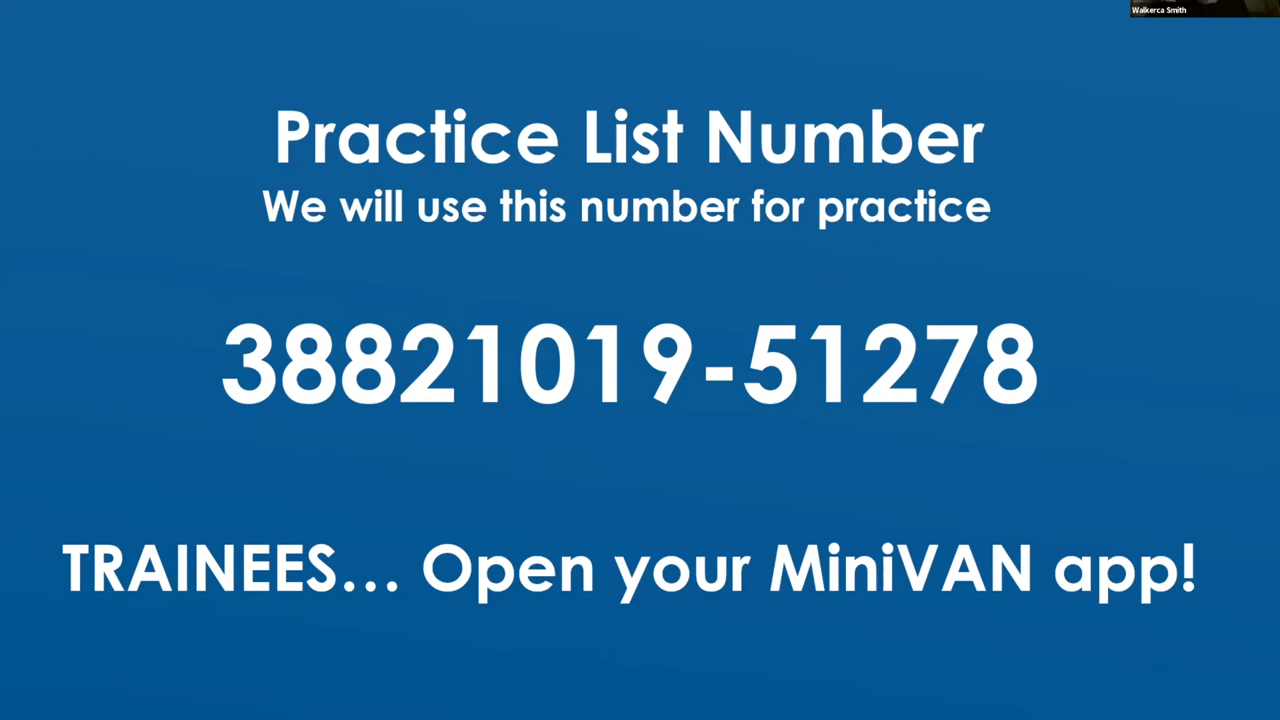 Walkerca Smith
Practice List Number
We will use this number for practice
38821019-51278
TRAINEES... Open your MiniVAN app!